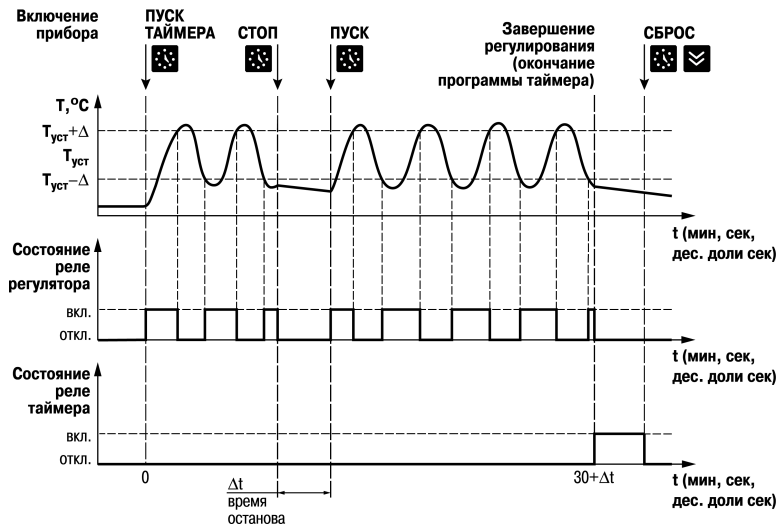 Включение
прибора
ПУСК
ТАЙМЕРА
СТОП
ПУСК
Завершение
регулирования
(окончание
программы таймера)
СБРОС
T,°C
Tуст+Δ
Tуст
Tуст−Δ
t (мин, сек,
дес. доли сек)
Состояние
реле
регулятора
ВКЛ.
ОТКЛ.
t (мин, сек,
дес. доли сек)
Состояние
реле
таймера
ВКЛ.
ОТКЛ.
0
Δt
время
останова
30+Δt
t (мин, сек,
дес. доли сек)